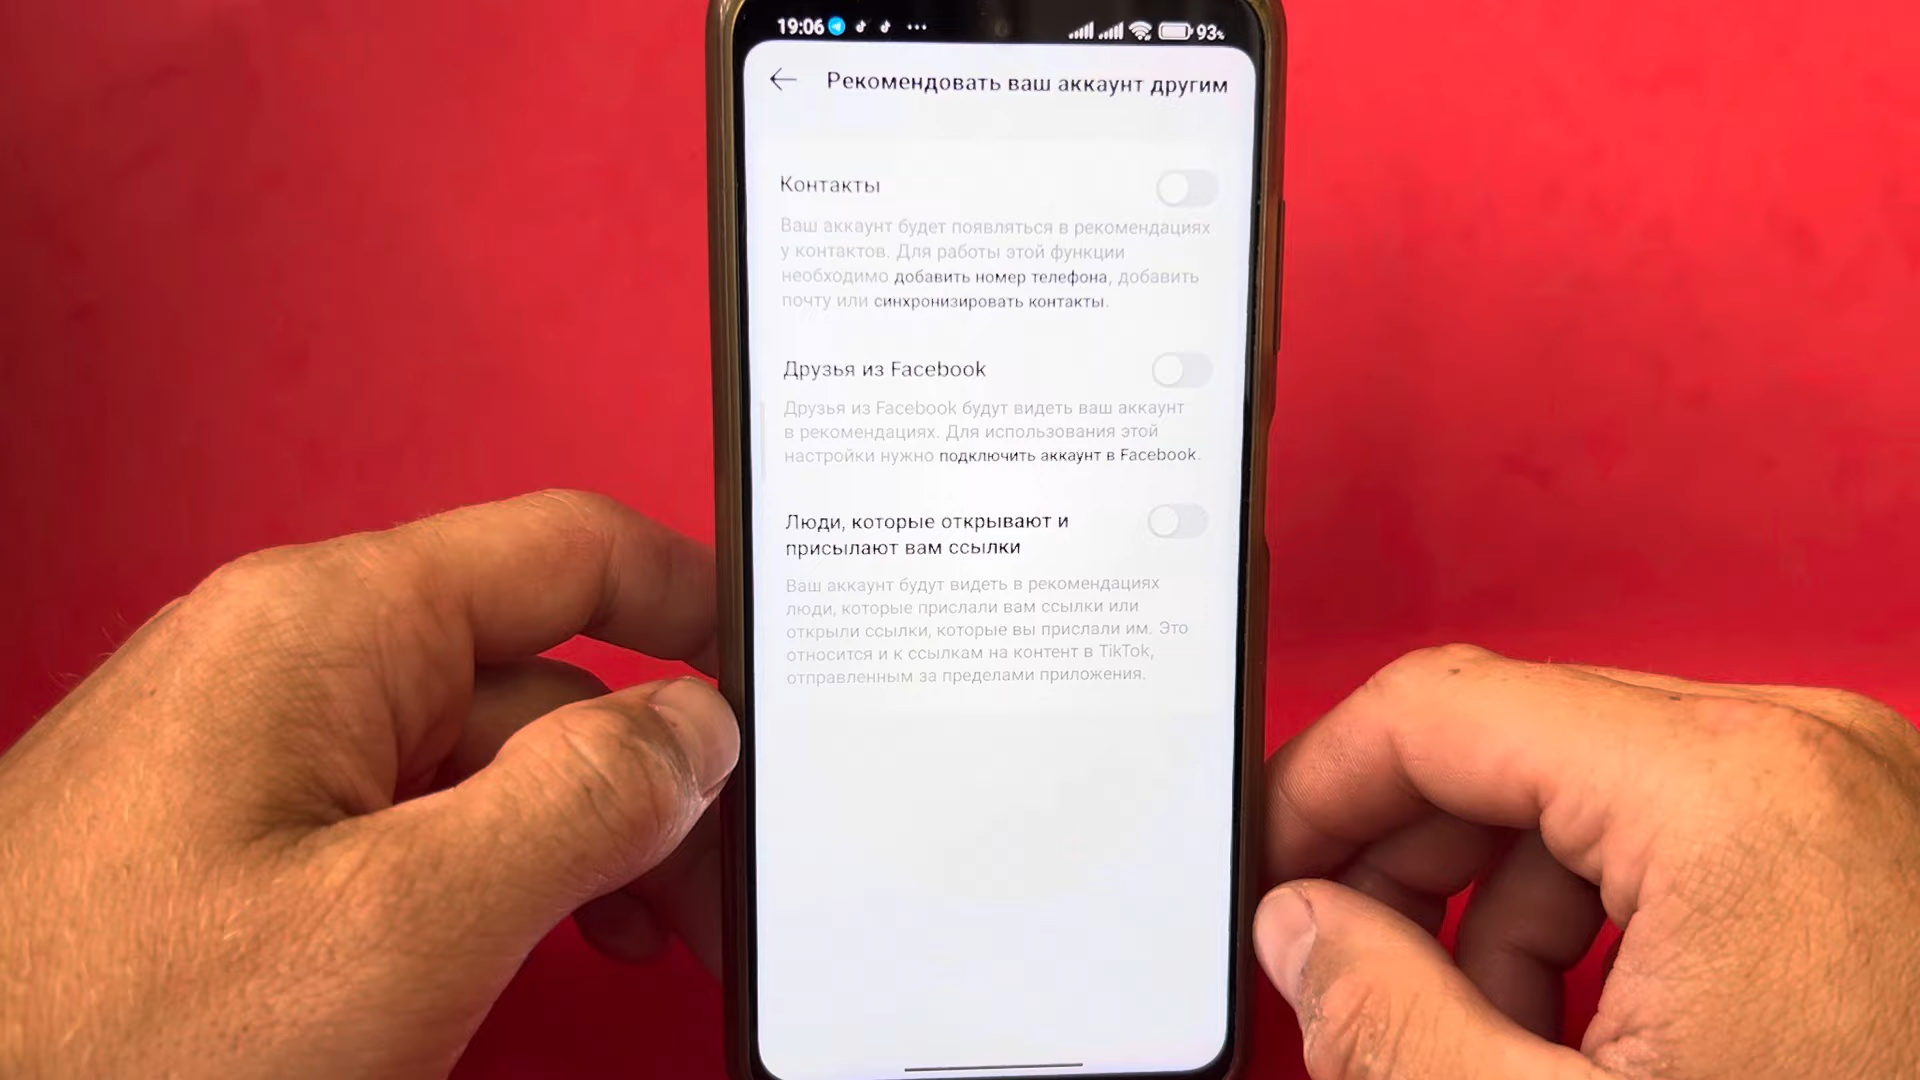 19:06 93%
Рекомендовать ваш аккаунт другим
Контакты
Ваш аккаунт будет появляться в рекомендациях
у контактов. Для работы этой функции
необходимо добавить номер телефона, добавить
почту или синхронизировать контакты.
Друзья из Facebook
Друзья из Facebook будут видеть ваш аккаунт
в рекомендациях. Для использования этой
настройки нужно подключить аккаунт в Facebook.
Люди, которые открывают и
присылают вам ссылки
Ваш аккаунт будут видеть в рекомендациях
люди, которые прислали вам ссылки или
открыли ссылки, которые вы прислали им. Это
относится и к ссылкам на контент в TikTok,
отправленным за пределами приложения.